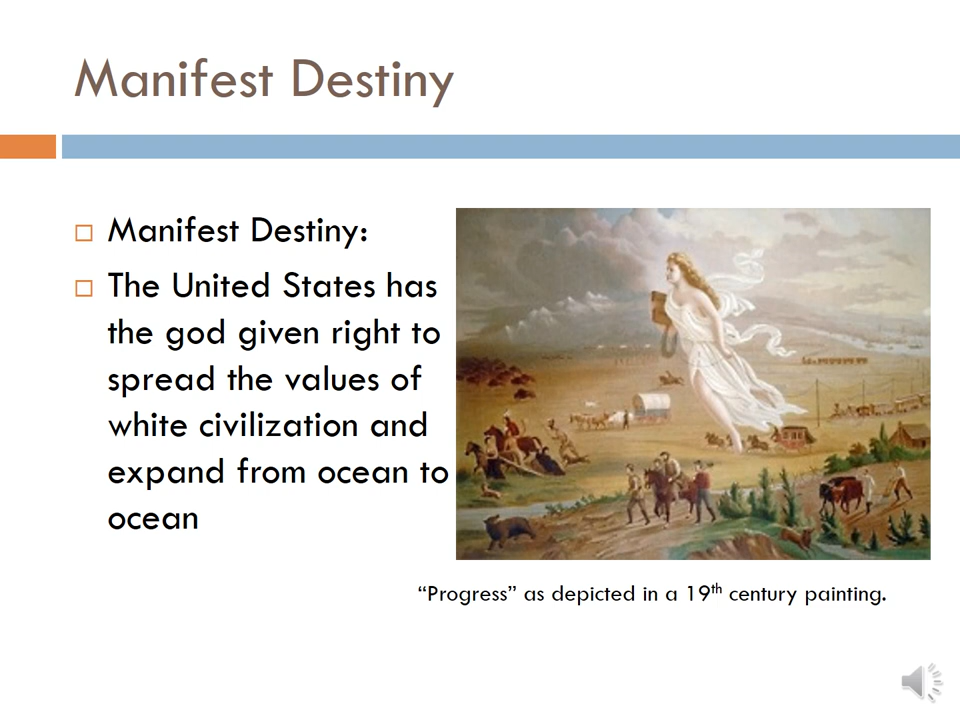 Manifest Destiny
Manifest Destiny:
The United States has
the god given right to
spread the values of
white civilization and
expand from ocean to
ocean
“Progress” as depicted in a 19th century painting.